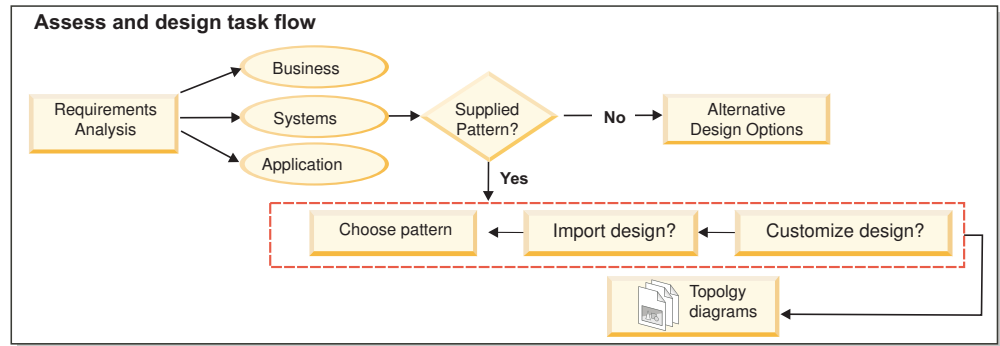 Assess and design task flow
Requirements
Analysis
Business
Systems
Application
Supplied
Pattern?
No
Alternative
Design Options
Yes
Choose pattern
Import design?
Customize design?
Topolgy
diagrams